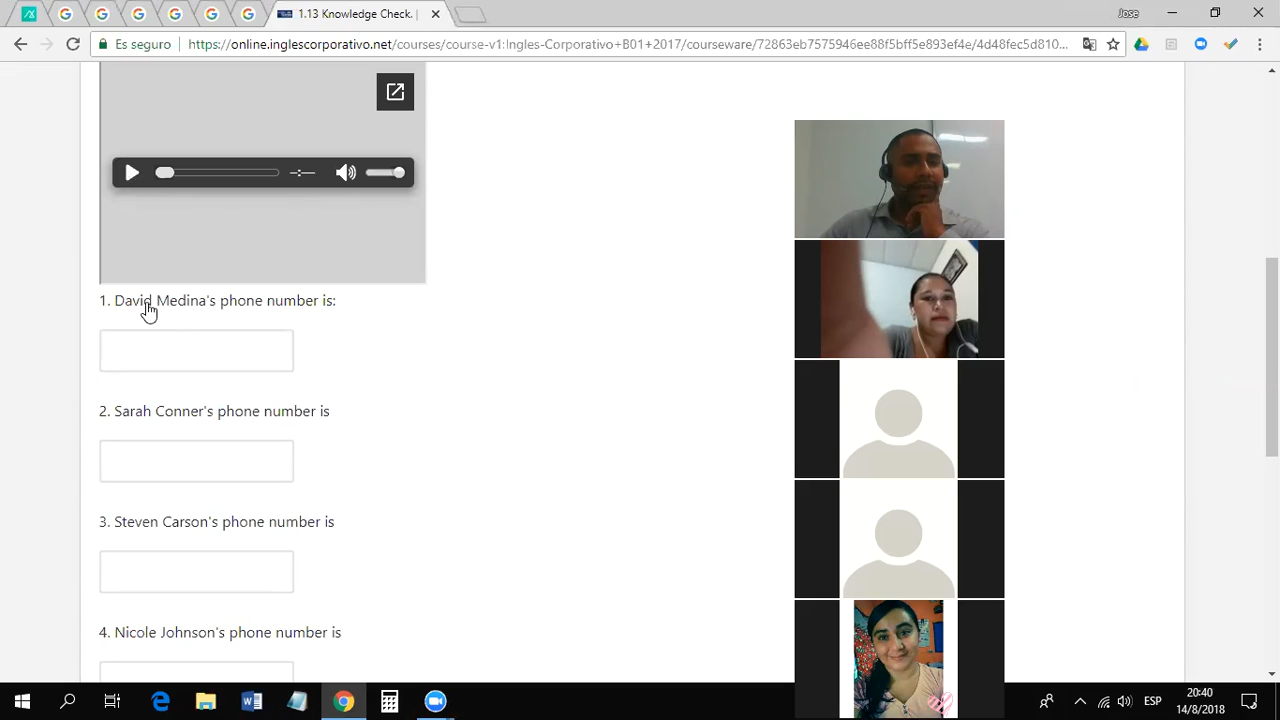 1.13 Knowledge Check. |
Jose
Es seguro
https://online.inglescorporativo.net/courses/course-v1:Ingles-Corporativo+B01+2017/courseware/72863eb7575946ee88f5bff5e893ef4e/4d48fec5d810...
-:-
1. David Medina's phone number is:
2. Sarah Conner's phone number is
3. Steven Carson's phone number is
4. Nicole Johnson's phone number is
ESP
20:40
14/8/2018